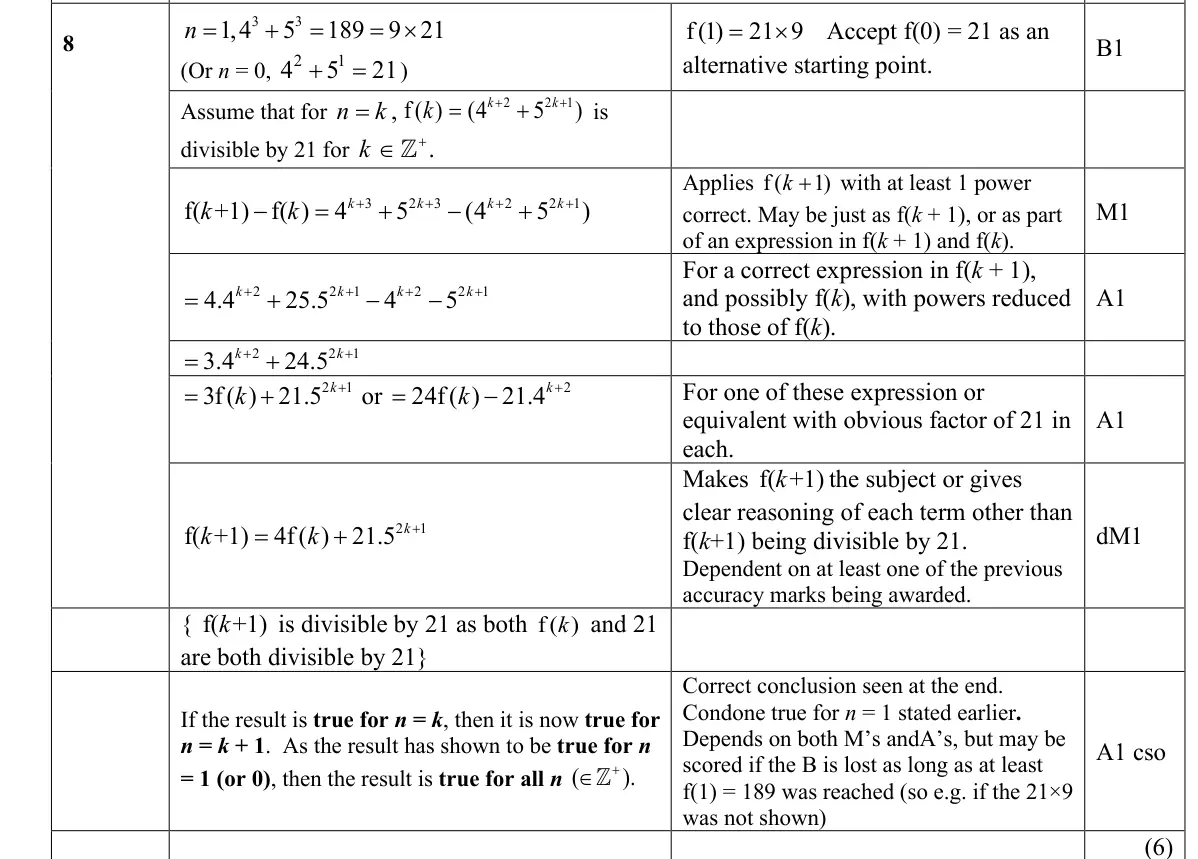 8
n = 1, 4³ + 5³ = 189 = 9 × 21
(Or n = 0, 4² + 5¹ = 21)
f(1) = 21 × 9 Accept f(0) = 21 as an
alternative starting point.
B1
Assume that for n = k, f(k) = (4^{k+2} + 5^{2k+1}) is
divisible by 21 for k ∈ ℤ⁺.
f(k+1) − f(k) = 4^{k+3} + 5^{2k+3} − (4^{k+2} + 5^{2k+1})
Applies f(k+1) with at least 1 power
correct. May be just as f(k + 1), or as part
of an expression in f(k + 1) and f(k).
M1
= 4.4^{k+2} + 25.5^{2k+1} − 4^{k+2} − 5^{2k+1}
For a correct expression in f(k + 1),
and possibly f(k), with powers reduced
to those of f(k).
A1
= 3.4^{k+2} + 24.5^{2k+1}
= 3f(k) + 21.5^{2k+1} or = 24f(k) − 21.4^{k+2}
For one of these expression or
equivalent with obvious factor of 21 in
each.
A1
f(k+1) = 4f(k) + 21.5^{2k+1}
Makes f(k+1) the subject or gives
clear reasoning of each term other than
f(k+1) being divisible by 21.
Dependent on at least one of the previous
accuracy marks being awarded.
dM1
{ f(k+1) is divisible by 21 as both f(k) and 21
are both divisible by 21}
If the result is true for n = k, then it is now true for
n = k + 1. As the result has shown to be true for n
= 1 (or 0), then the result is true for all n (∈ ℤ⁺).
Correct conclusion seen at the end.
Condone true for n = 1 stated earlier.
Depends on both M's andA's, but may be
scored if the B is lost as long as at least
f(1) = 189 was reached (so e.g. if the 21×9
was not shown)
A1 cso
(6)